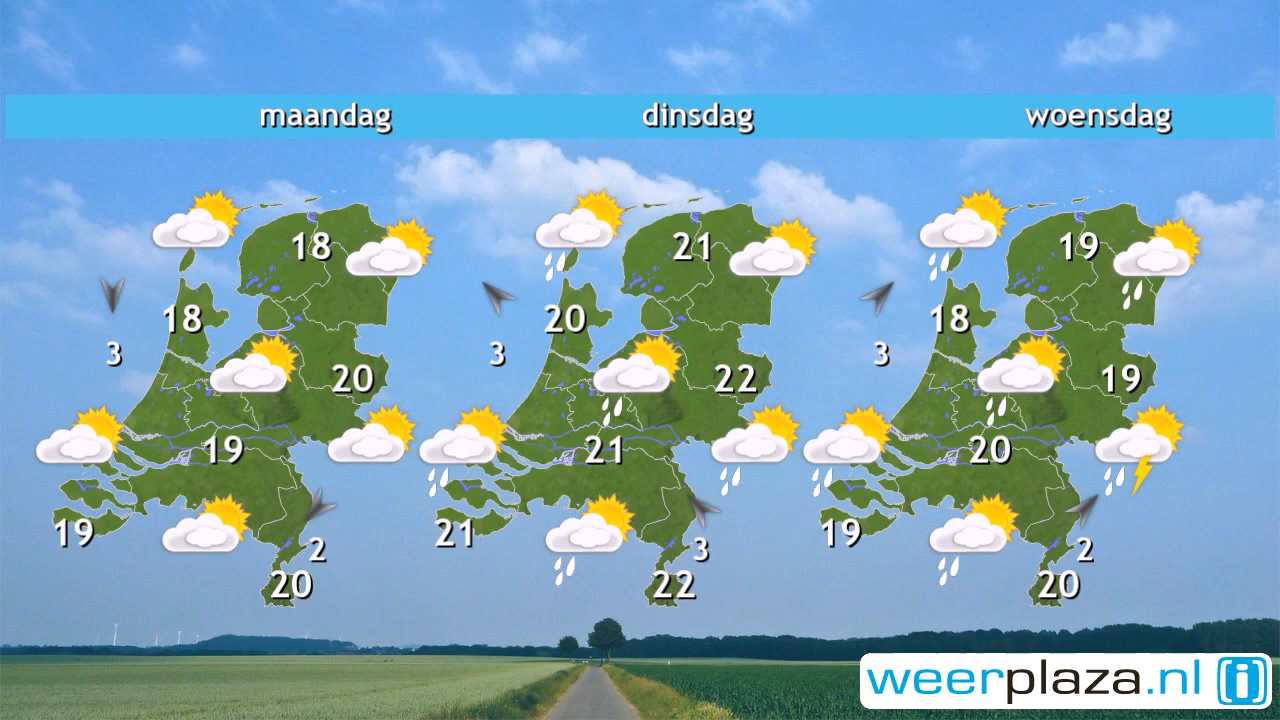 maandag dinsdag woensdag
18 21 19
18 20 18
3 3 3
20 22 19
19 21 20
19 21 19
2 3 2
20 22 20
weerplaza.nl i